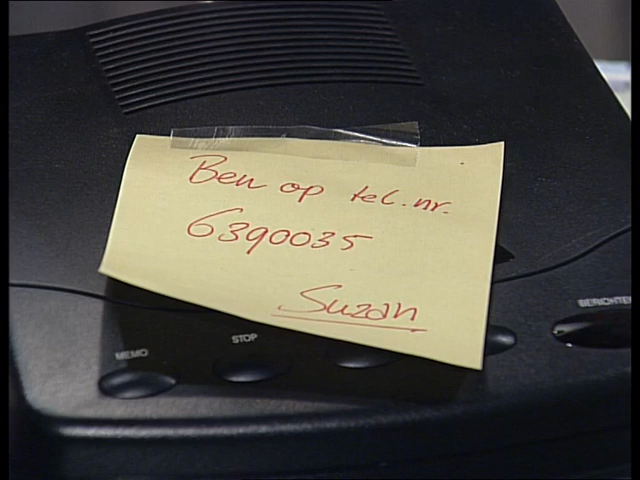 Ben op tel.nr.
6390035
Suzan
MEMO
STOP
BERICHTEN